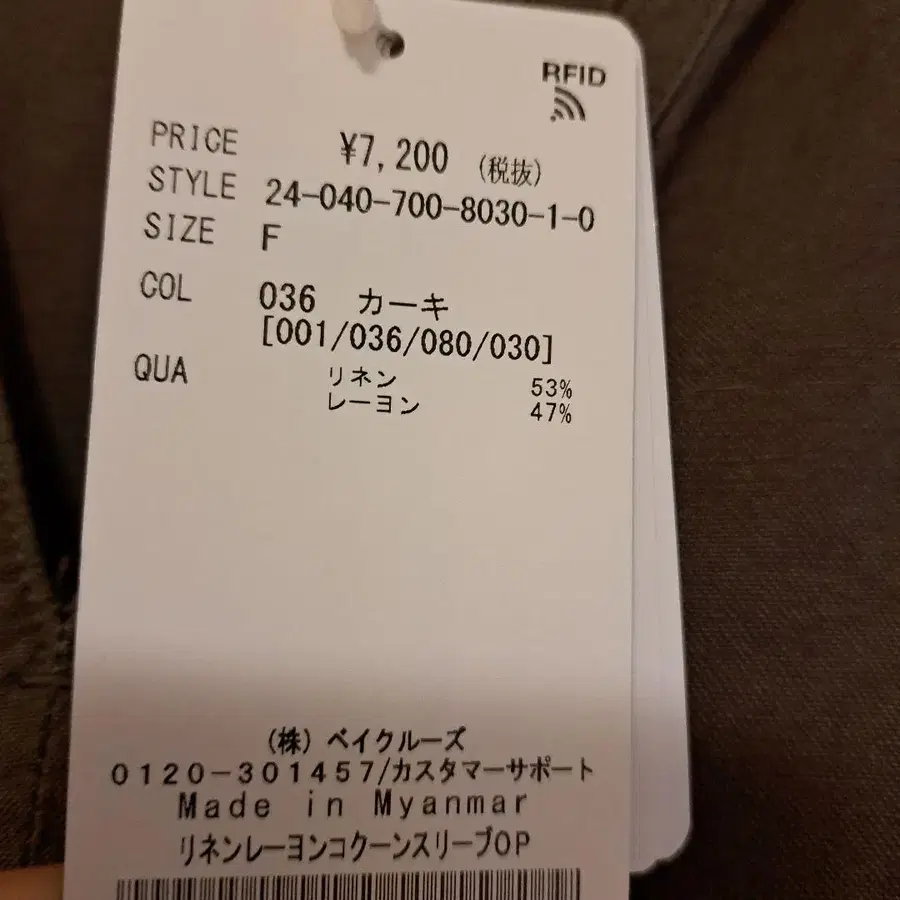 RFID
PRICE ¥7,200 (税抜)
STYLE 24-040-700-8030-1-0
SIZE F
COL 036 カーキ
[001/036/080/030]
QUA リネン 53%
レーヨン 47%
(株) ベイクルーズ
0120-301457/カスタマーサポート
Made in Myanmar
リネンレーヨンコクーンスリーブOP